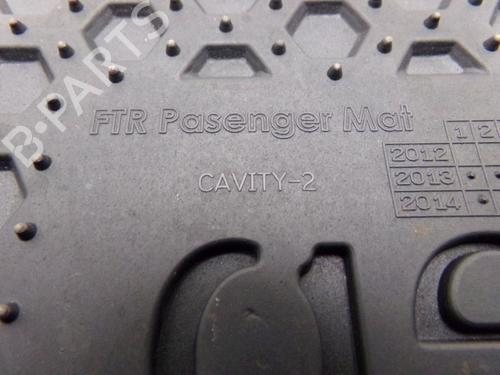 B-PARTS
FTR Pasenger Mat
CAVITY-2
1 2
2012
2013
2014